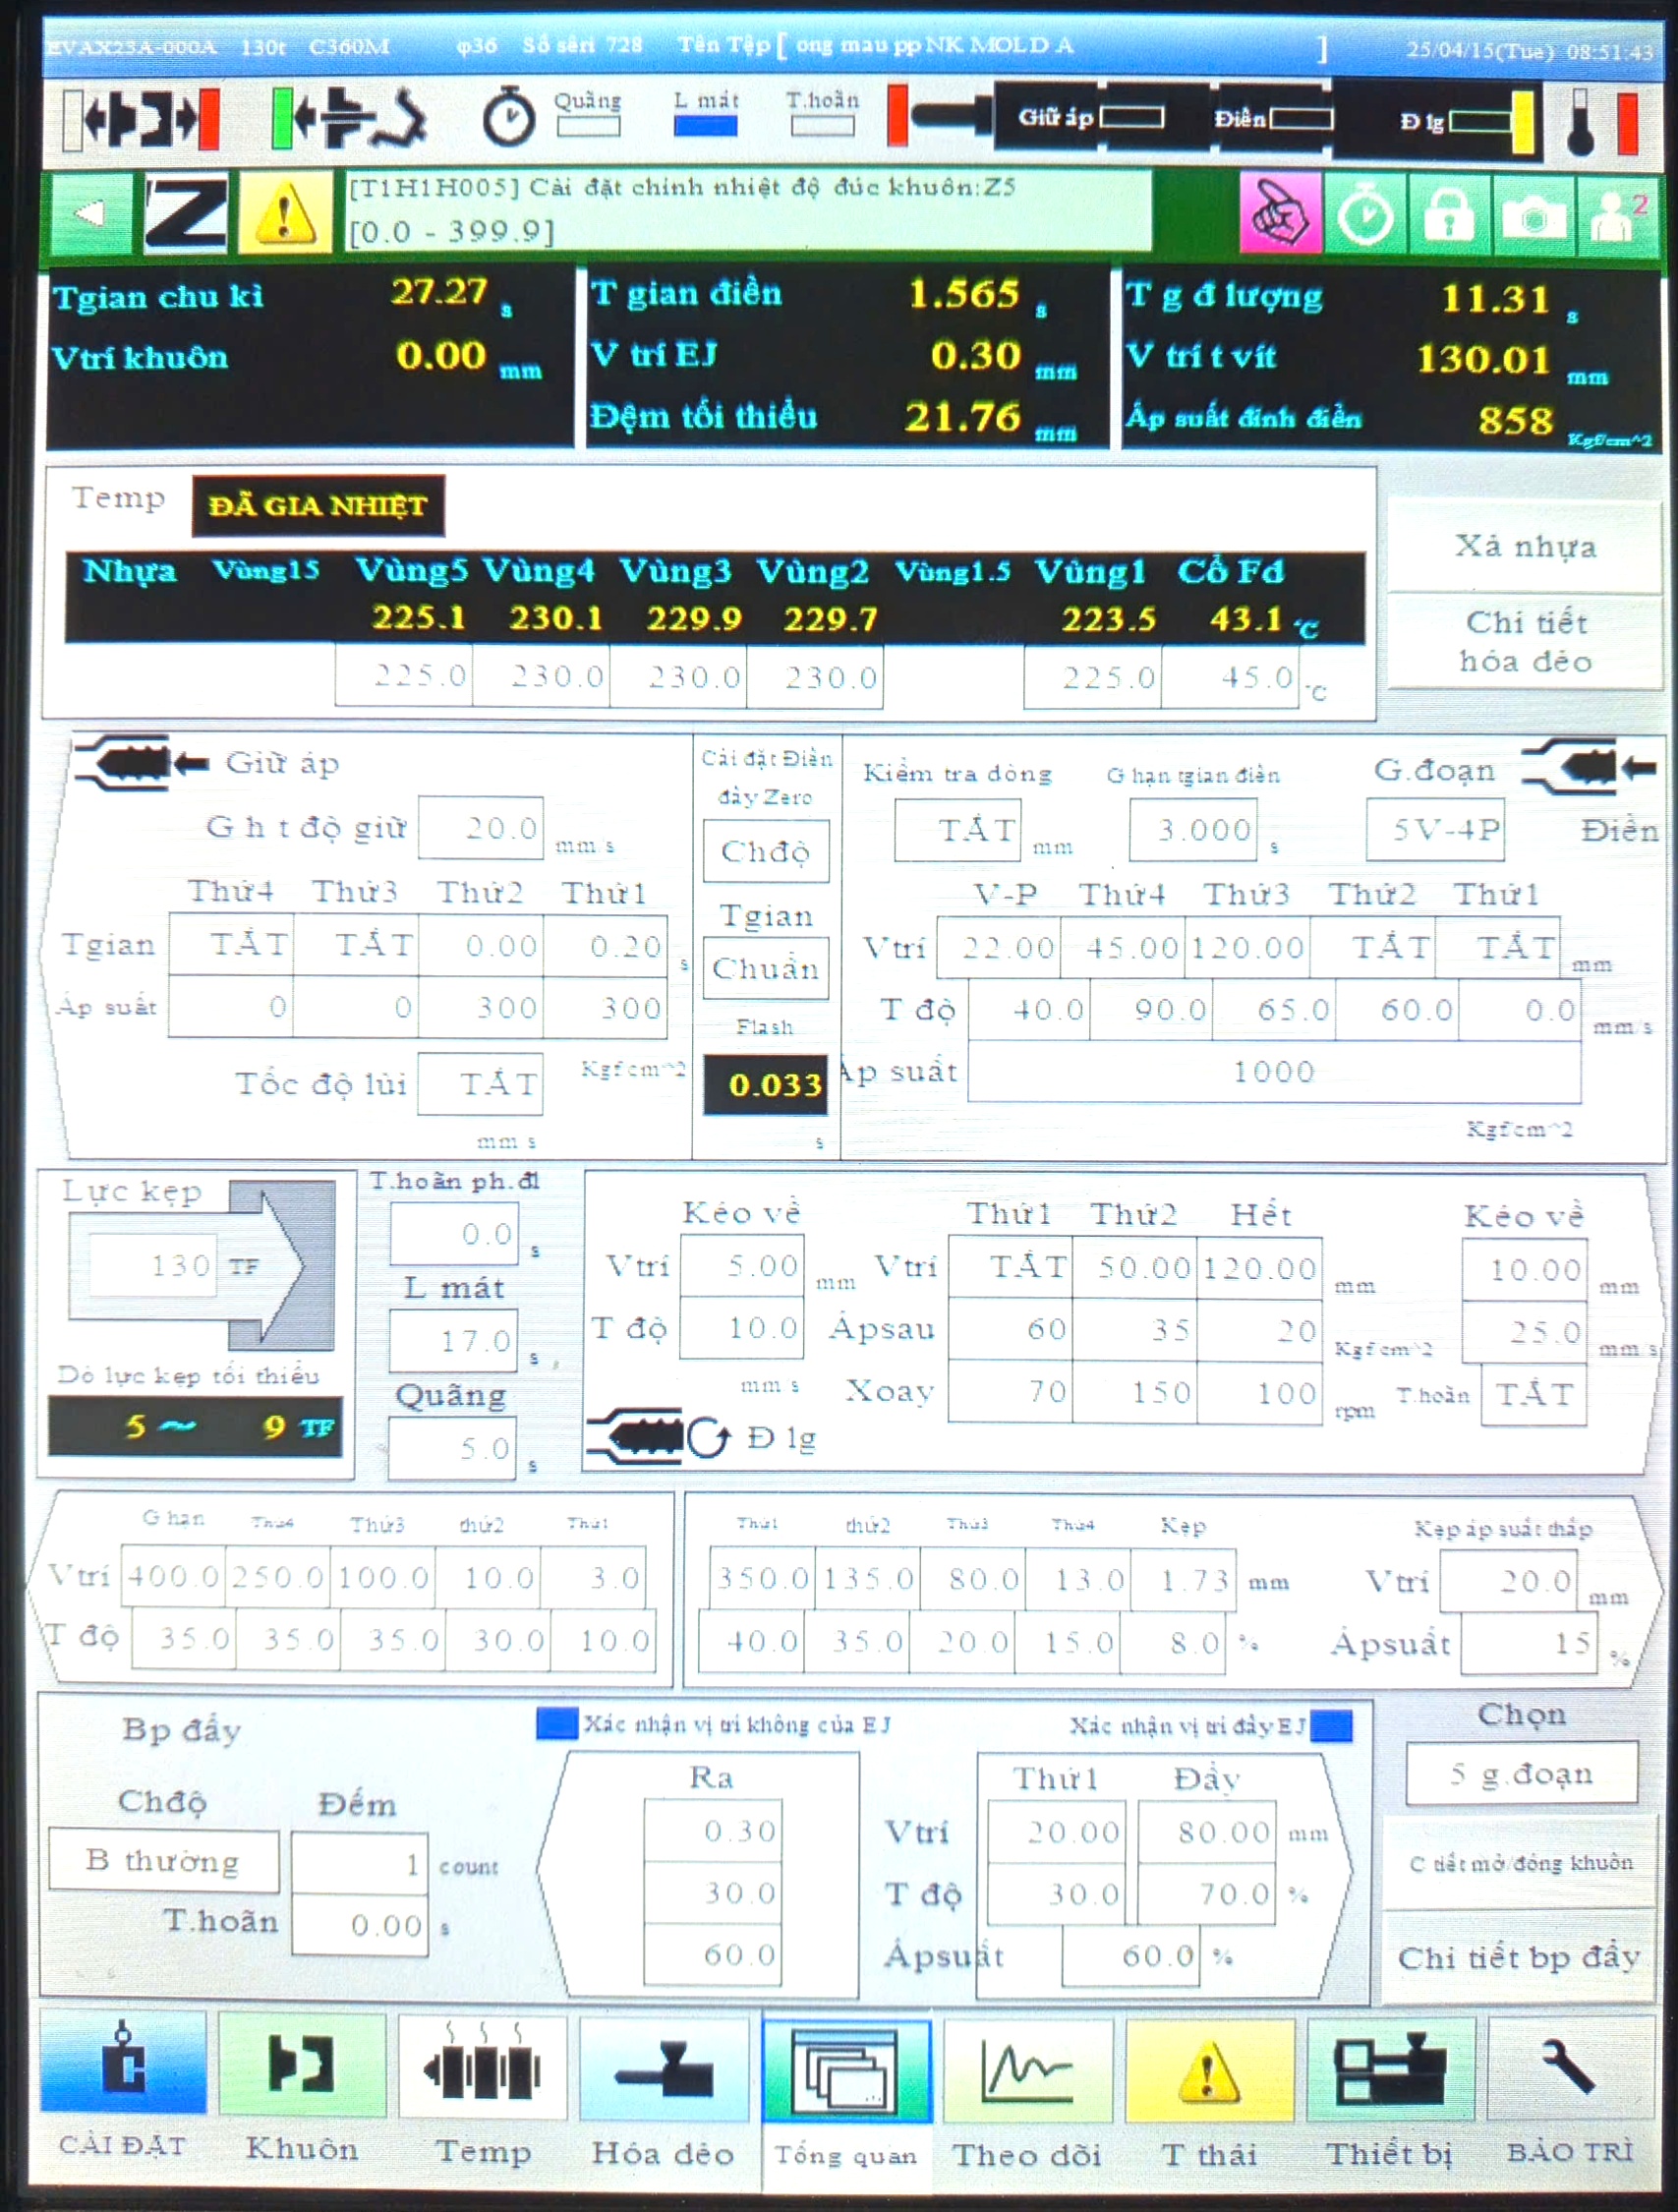 EVAX23A-000A 130t C360M φ36 Số sêri 728 Tên Tệp [ ong mau pp NK MOLD A ] 25/04/15(Tue) 08:51:43
Quãng L mát T.hoãn Giữ áp Điền Đ lg
[T1H1H005] Cài đặt chỉnh nhiệt độ đúc khuôn:Z5
[0.0 - 399.9]
2
Tgian chu kì 27.27 s T gian điền 1.565 s T g đ lượng 11.31 s
Vtrí khuôn 0.00 mm V trí EJ 0.30 mm V trí t vít 130.01 mm
Đệm tối thiểu 21.76 mm Áp suất đỉnh điền 858 Kgf/cm^2
Temp ĐÃ GIA NHIỆT
Xả nhựa
Nhựa Vùng15 Vùng5 Vùng4 Vùng3 Vùng2 Vùng1.5 Vùng1 Cổ Fd
225.1 230.1 229.9 229.7 223.5 43.1 °C
225.0 230.0 230.0 230.0 225.0 45.0 °C
Chi tiết
hóa dẻo
Giữ áp
G h t độ giữ 20.0 mm s
Thứ4 Thứ3 Thứ2 Thứ1
Tgian TẮT TẮT 0.00 0.20 s
Áp suất 0 0 300 300
Kgf cm^2
Tốc độ lùi TẮT
mm s
Cài đặt Điền
đầy Zero
Chđộ
Tgian
Chuẩn
Flash
0.033
s
Kiểm tra dòng G hạn tgian điền G.đoạn
TẮT mm 3.000 s 5V-4P Điền
V-P Thứ4 Thứ3 Thứ2 Thứ1
Vtrí 22.00 45.00 120.00 TẮT TẮT mm
T độ 40.0 90.0 65.0 60.0 0.0 mm/s
Áp suất 1000
Kgf/cm^2
Lực kẹp
130 TF
Dò lực kẹp tối thiểu
5 ~ 9 TF
T.hoãn ph.đl
0.0 s
L mát
17.0 s
Quãng
5.0 s
Kéo về Thứ1 Thứ2 Hết Kéo về
Vtrí 5.00 mm Vtrí TẮT 50.00 120.00 mm 10.00 mm
T độ 10.0 Ápsau 60 35 20 Kgf cm^2 25.0 mm s
mm s Xoay 70 150 100 rpm T.hoãn TẮT
Đ lg
G hạn Thứ4 Thứ3 thứ2 Thứ1
Vtrí 400.0 250.0 100.0 10.0 3.0
T độ 35.0 35.0 35.0 30.0 10.0
Thứ1 thứ2 Thứ3 Thứ4 Kẹp
350.0 135.0 80.0 13.0 1.73 mm
40.0 35.0 20.0 15.0 8.0 %
Kẹp áp suất thấp
Vtrí 20.0 mm
Ápsuất 15 %
Bp đẩy
Chđộ Đếm
B thường 1 count
T.hoãn 0.00 s
Xác nhận vị trí không của EJ Xác nhận vị trí đẩy EJ
Ra Thứ1 Đẩy
0.30 Vtrí 20.00 80.00 mm
30.0 T độ 30.0 70.0 %
60.0 Ápsuất 60.0 %
Chọn
5 g.đoạn
C tiết mở/đóng khuôn
Chi tiết bp đẩy
CÀI ĐẶT Khuôn Temp Hóa dẻo Tổng quan Theo dõi T thái Thiết bị BẢO TRÌ